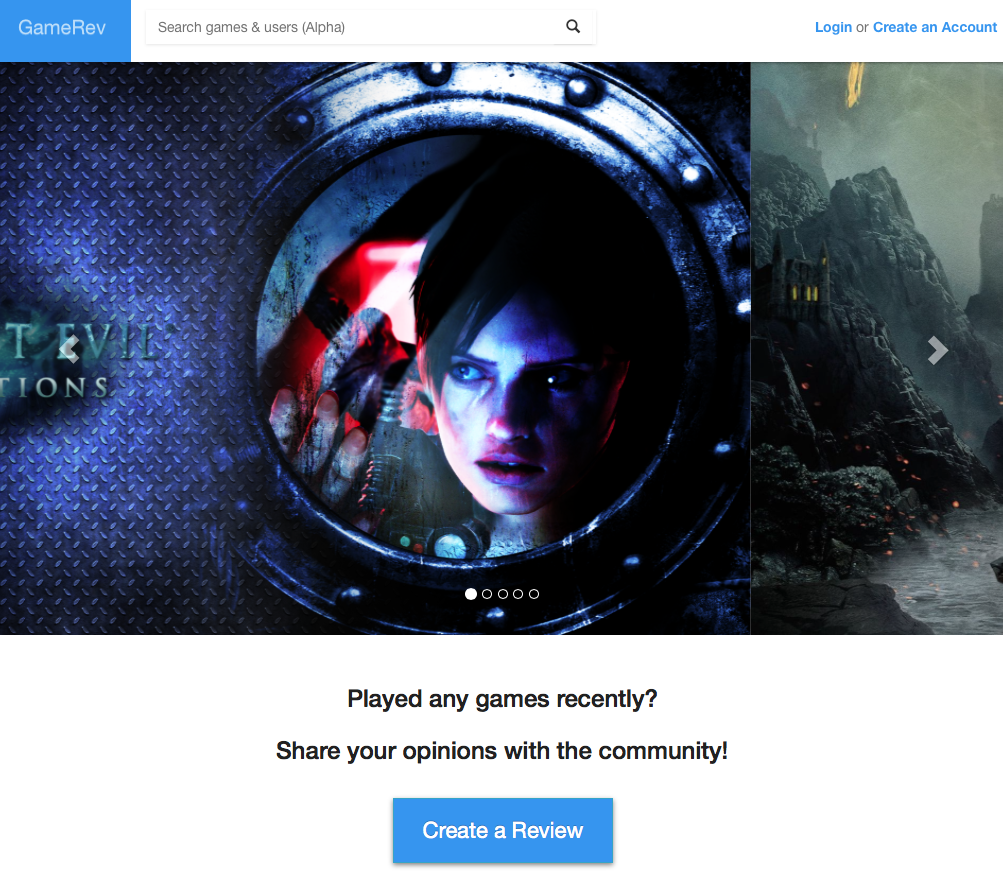 GameRev
Search games & users (Alpha)
Login or Create an Account
T EVIL
TIONS
Played any games recently?
Share your opinions with the community!
Create a Review